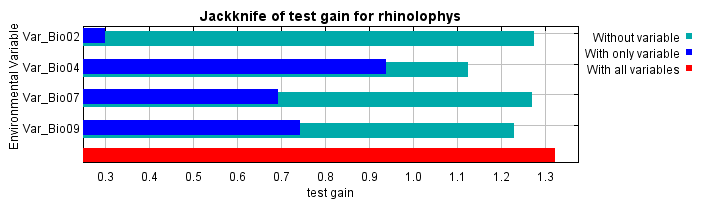 Jackknife of test gain for rhinolophys
Environmental Variable
Var_Bio02
Var_Bio04
Var_Bio07
Var_Bio09
0.3 0.4 0.5 0.6 0.7 0.8 0.9 1.0 1.1 1.2 1.3
test gain
Without variable
With only variable
With all variables